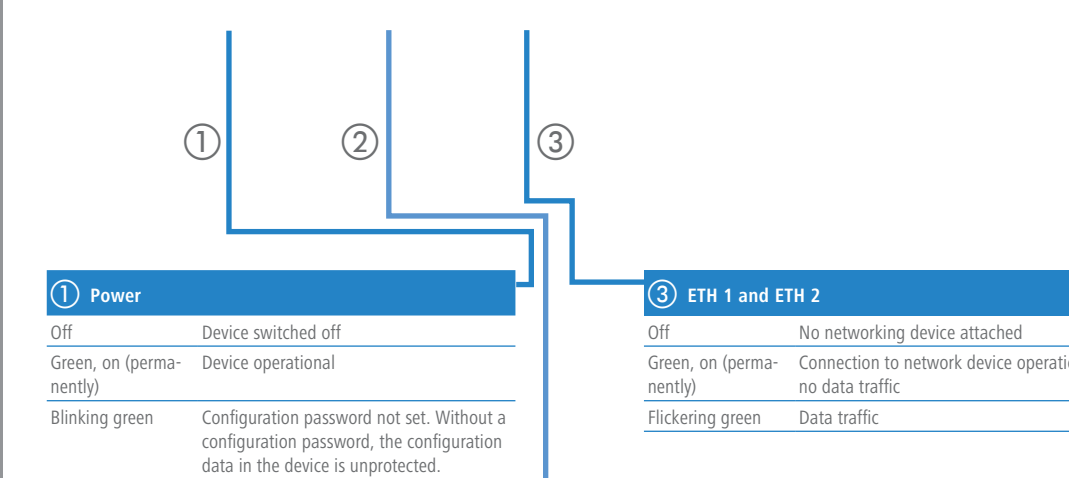 ① ② ③
① Power
Off Device switched off
Green, on (perma- Device operational
nently)
Blinking green Configuration password not set. Without a
configuration password, the configuration
data in the device is unprotected.
③ ETH 1 and ETH 2
Off No networking device attached
Green, on (perma- Connection to network device
nently) no data traffic
Flickering green Data traffic